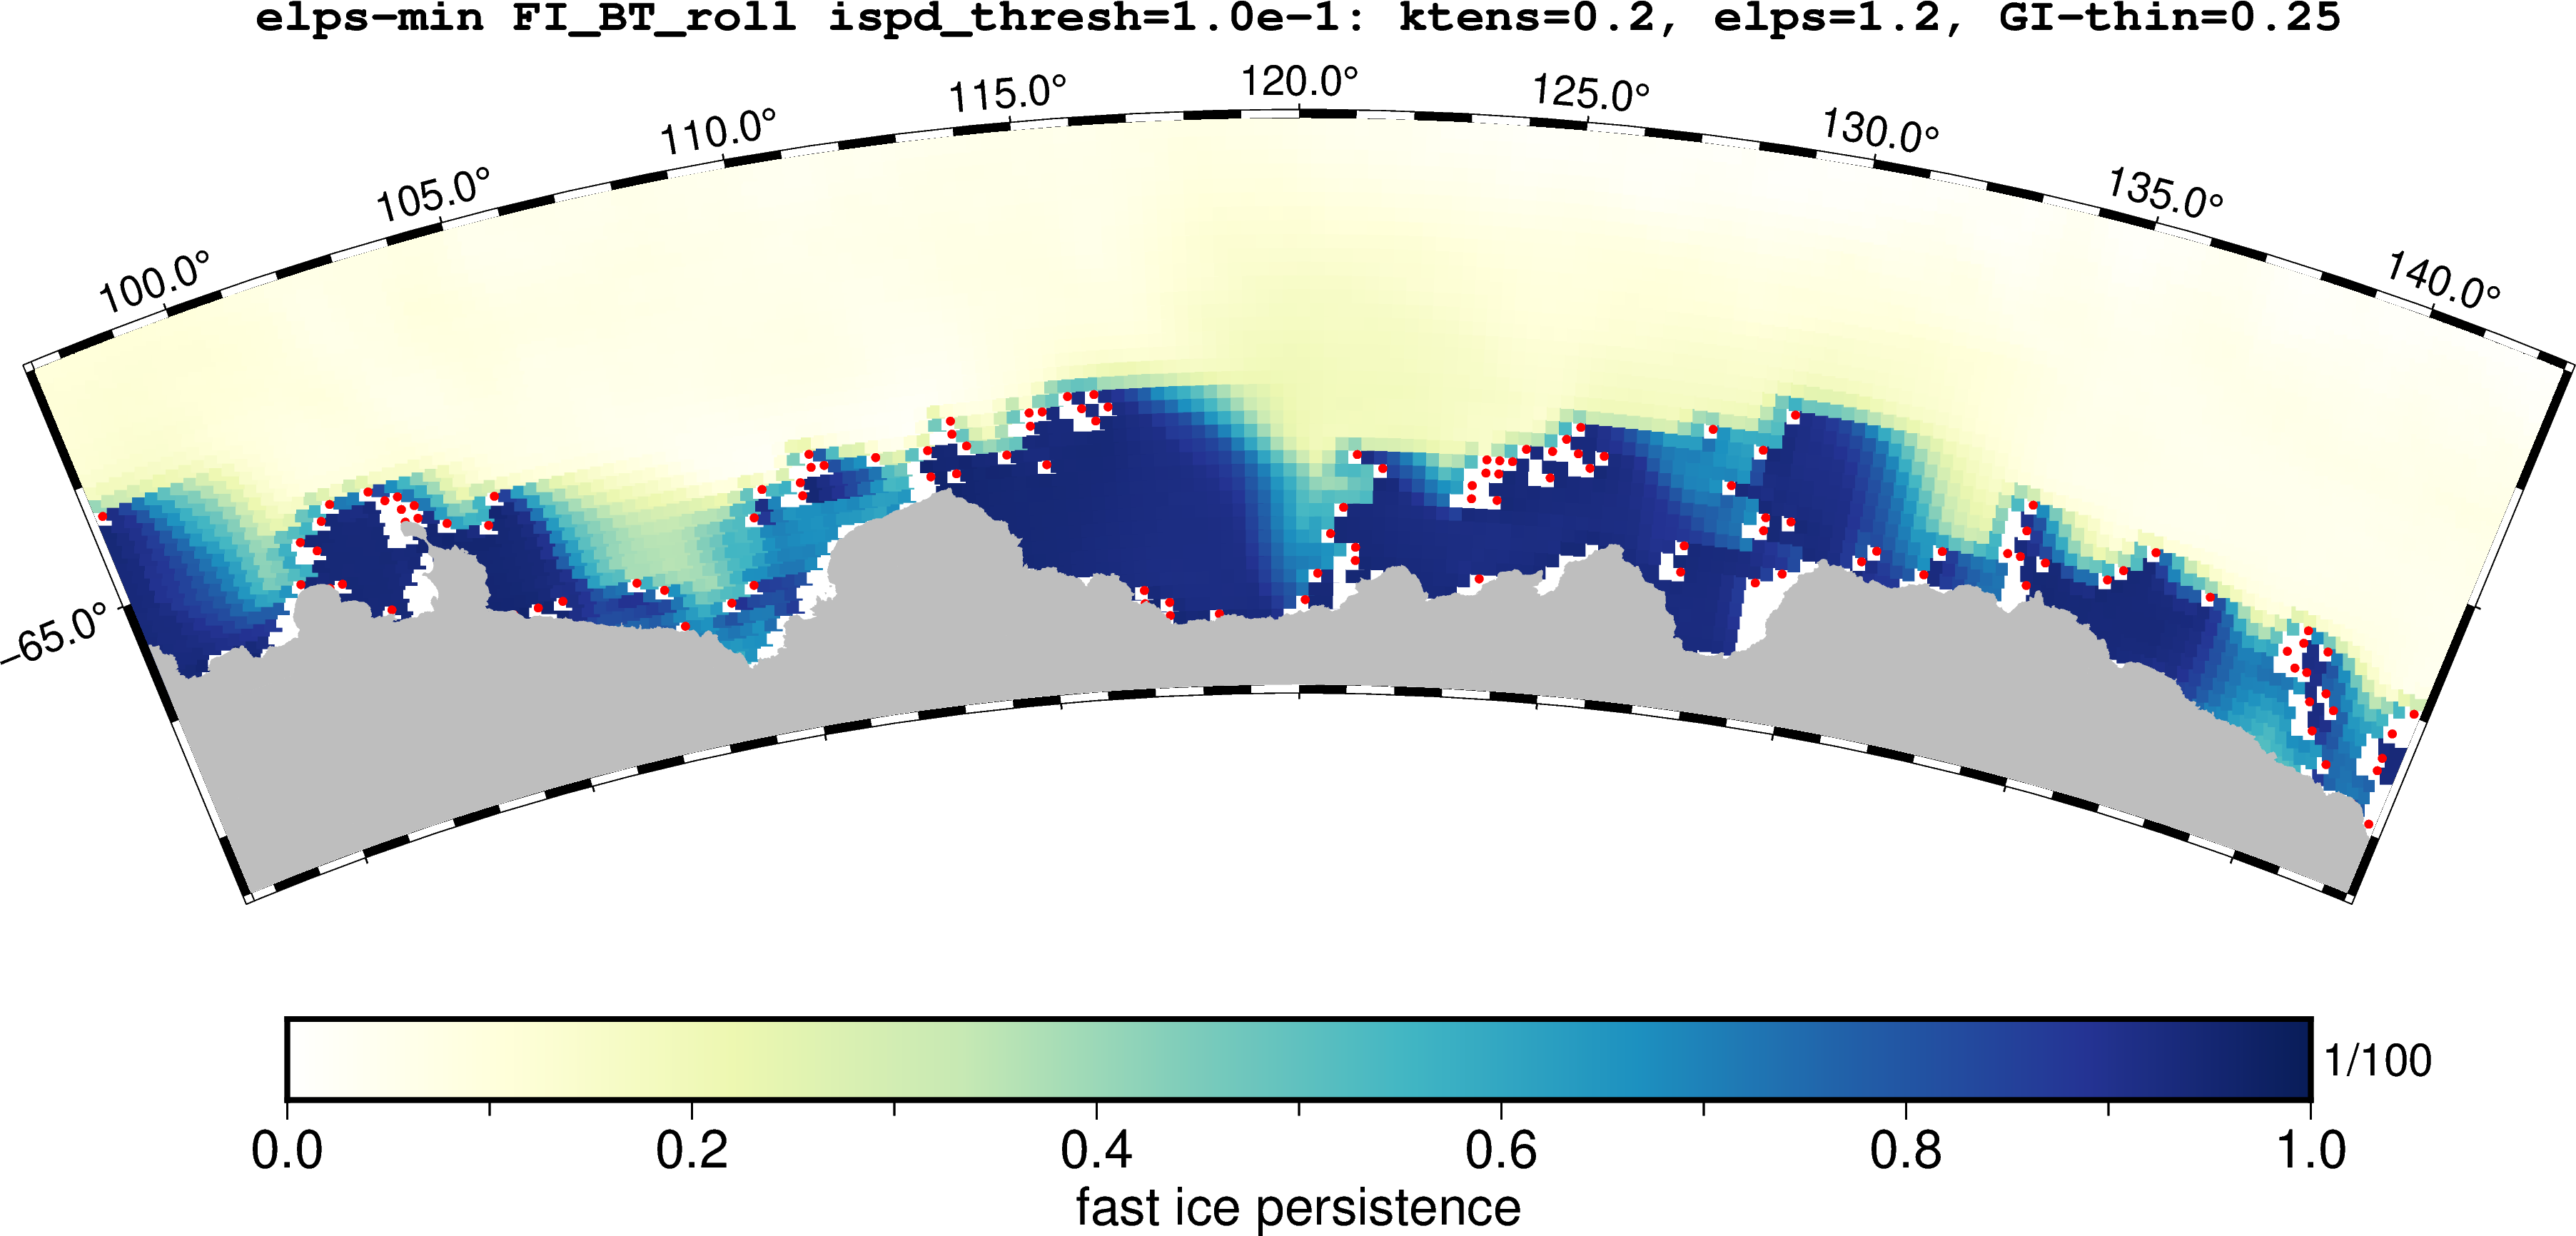 elps-min FI_BT_roll ispd_thresh=1.0e-1: ktens=0.2, elps=1.2, GI-thin=0.25
100.0° 105.0° 110.0° 115.0° 120.0° 125.0° 130.0° 135.0° 140.0°
-65.0°
1/100
0.0 0.2 0.4 0.6 0.8 1.0
fast ice persistence